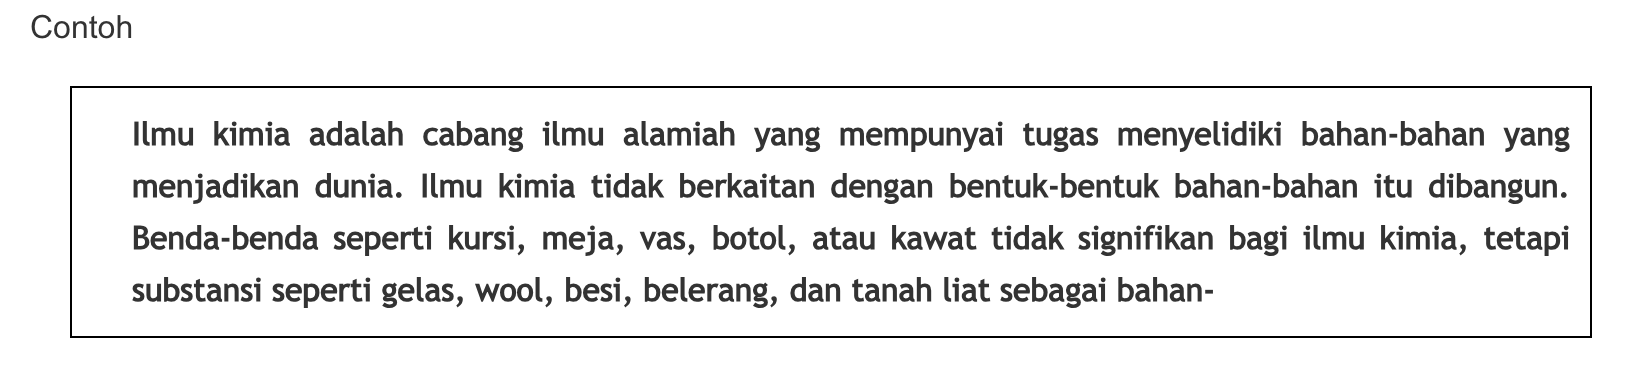 Contoh
Ilmu kimia adalah cabang ilmu alamiah yang mempunyai tugas menyelidiki bahan-bahan yang
menjadikan dunia. Ilmu kimia tidak berkaitan dengan bentuk-bentuk bahan-bahan itu dibangun.
Benda-benda seperti kursi, meja, vas, botol, atau kawat tidak signifikan bagi ilmu kimia, tetapi
substansi seperti gelas, wool, besi, belerang, dan tanah liat sebagai bahan-